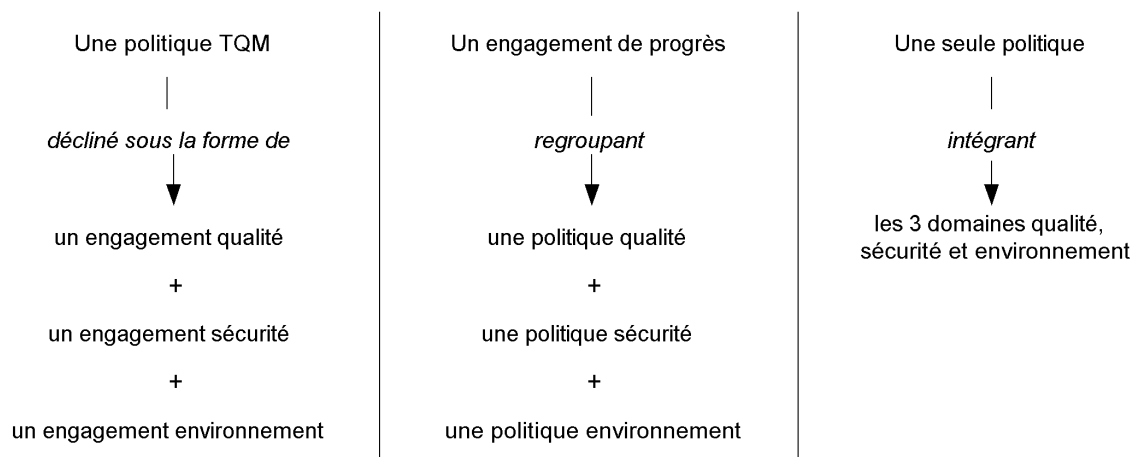 Une politique TQM
décliné sous la forme de
un engagement qualité
+
un engagement sécurité
+
un engagement environnement
Un engagement de progrès
regroupant
une politique qualité
+
une politique sécurité
+
une politique environnement
Une seule politique
intégrant
les 3 domaines qualité,
sécurité et environnement